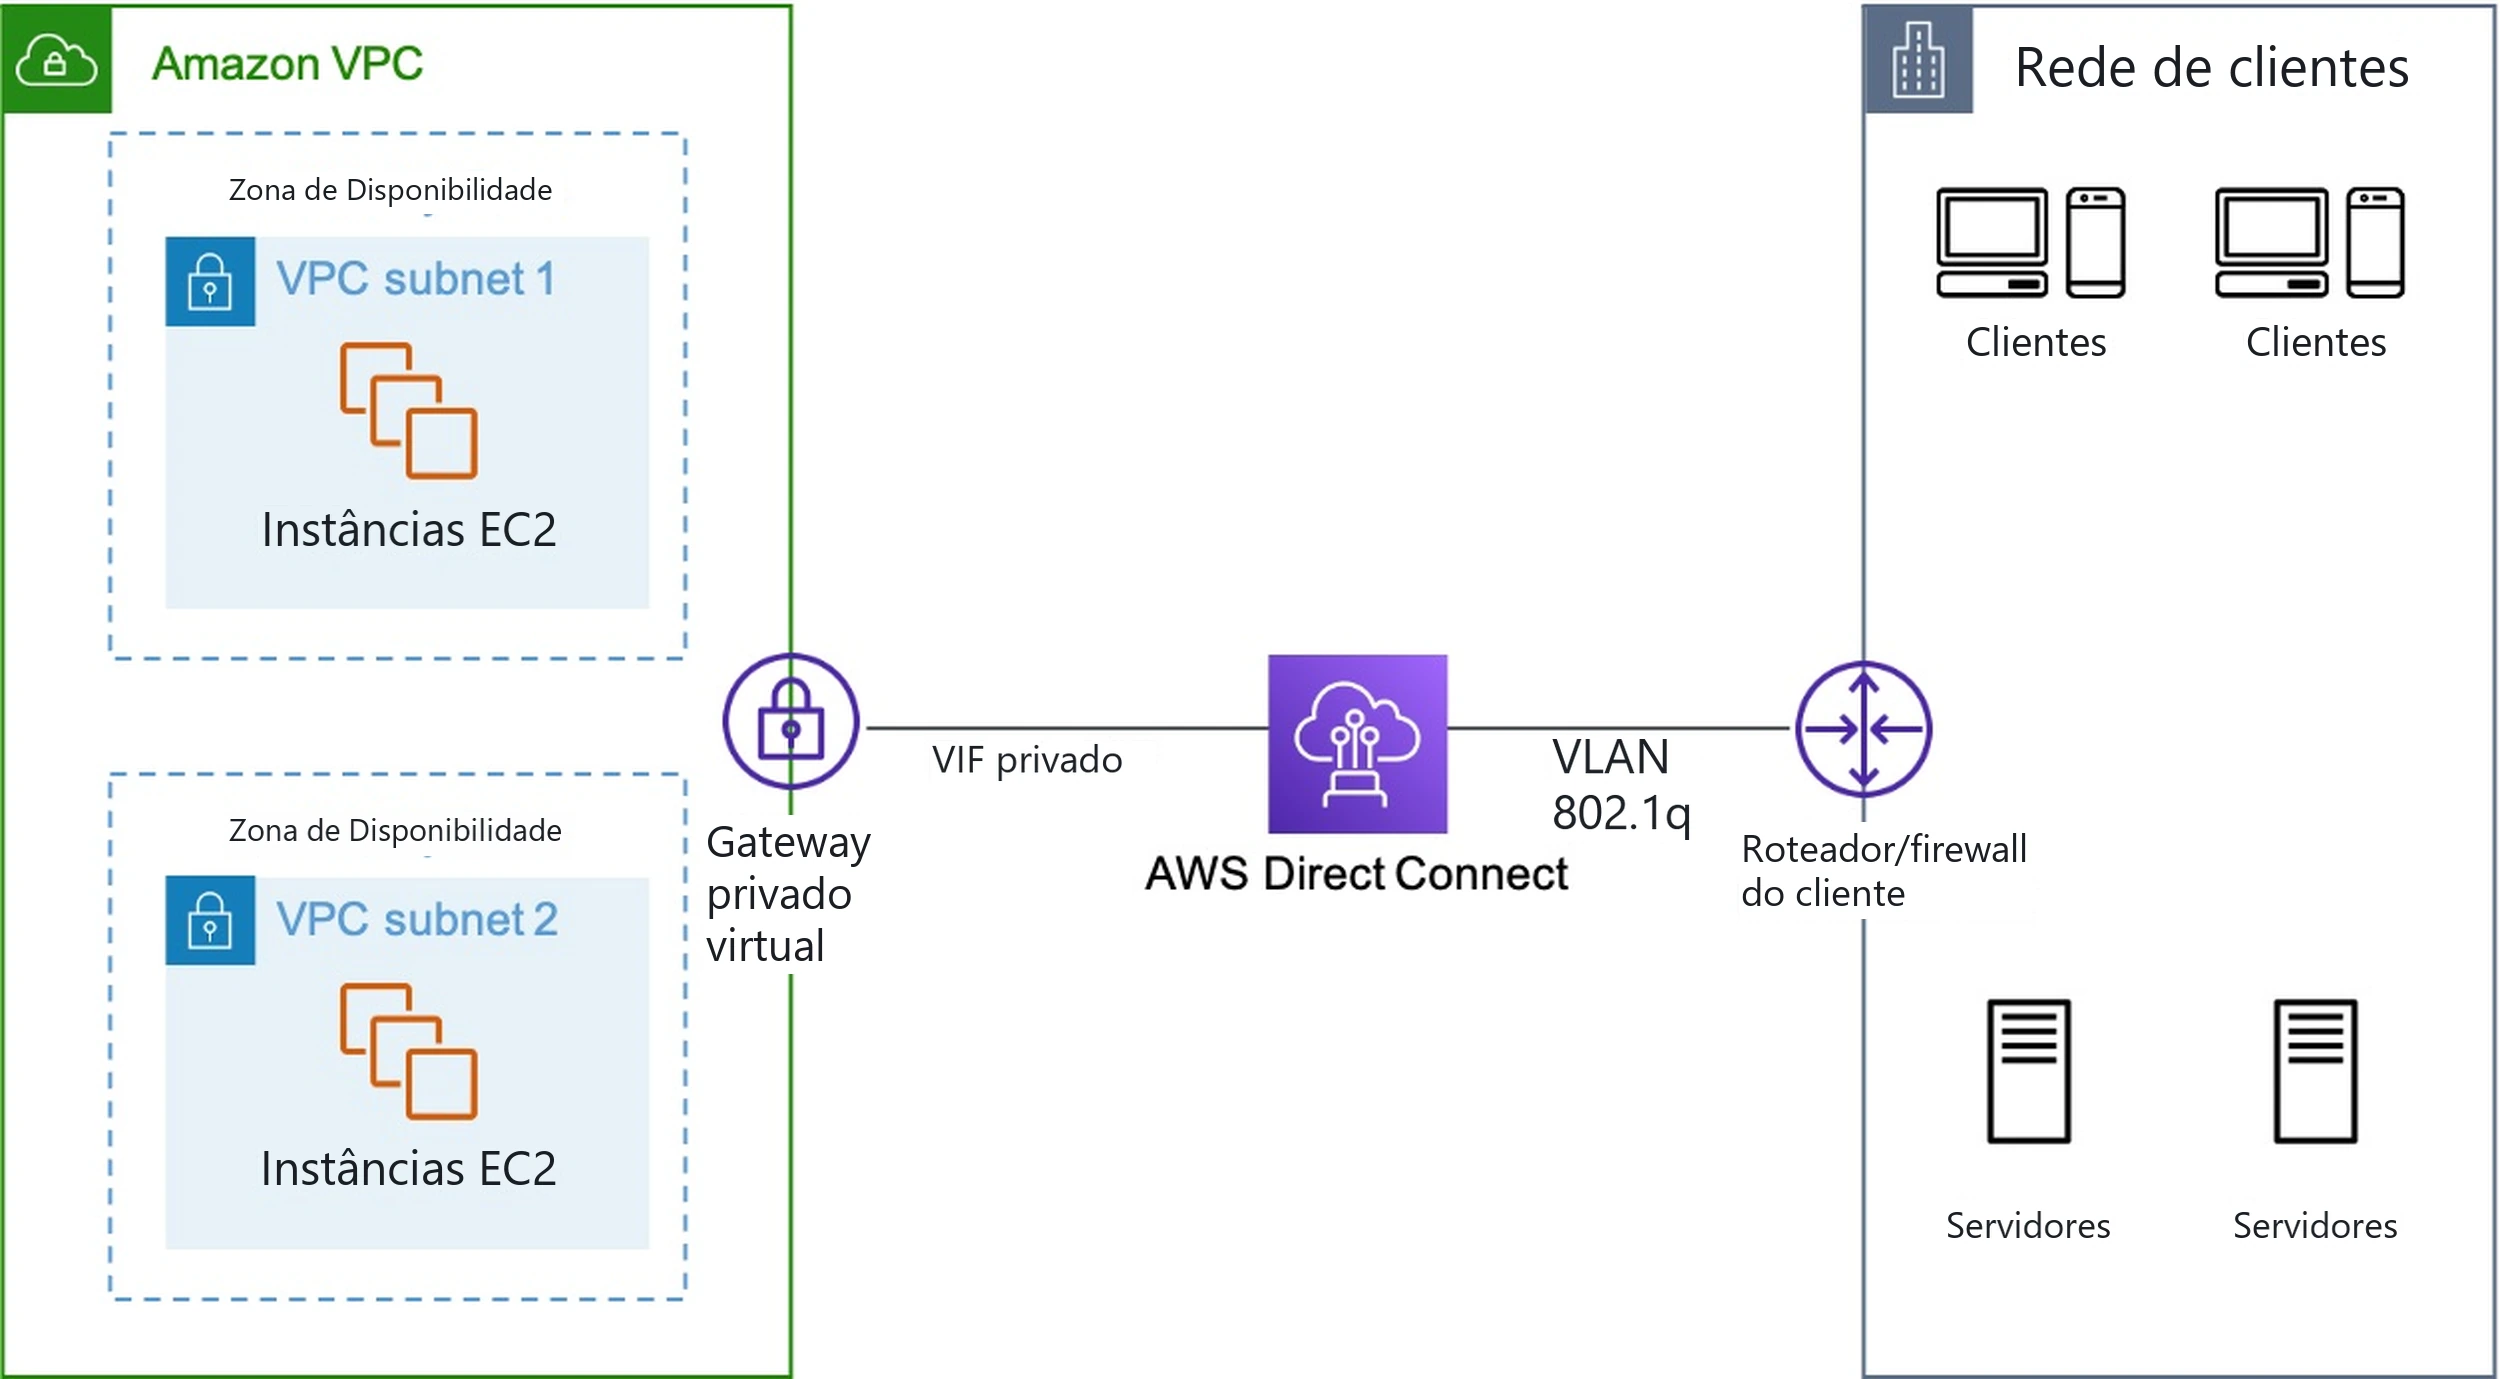 Amazon VPC
Zona de Disponibilidade
VPC subnet 1
Instâncias EC2
Zona de Disponibilidade
VPC subnet 2
Instâncias EC2
Gateway
privado
virtual
VIF privado
AWS Direct Connect
VLAN
802.1q
Roteador/firewall
do cliente
Rede de clientes
Clientes
Clientes
Servidores
Servidores